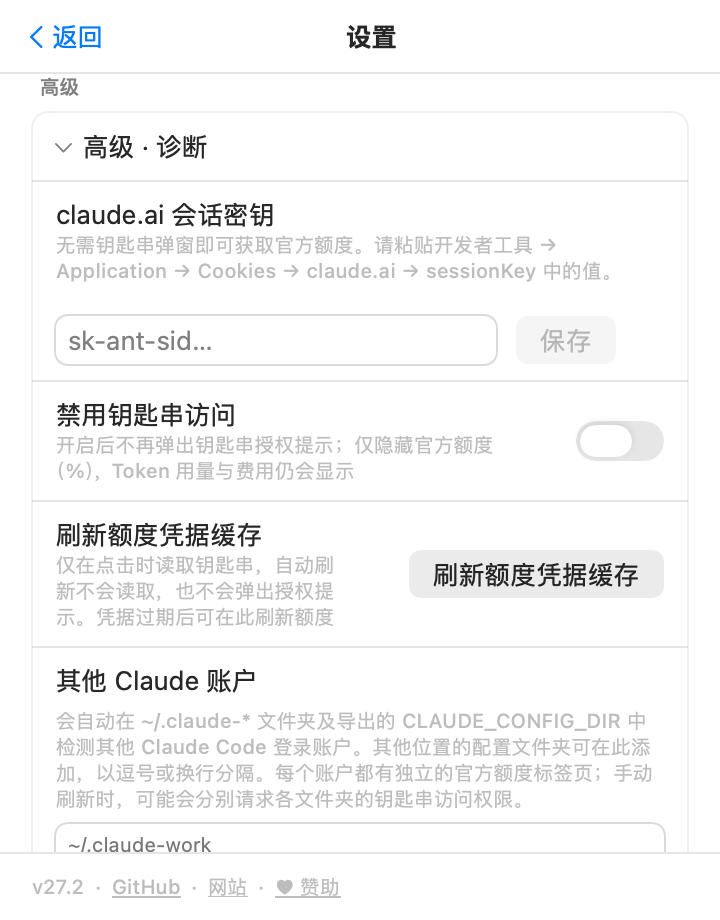 返回
设置
高级
高级 · 诊断
claude.ai 会话密钥
无需钥匙串弹窗即可获取官方额度。请粘贴开发者工具 →
Application → Cookies → claude.ai → sessionKey 中的值。
sk-ant-sid...
保存
禁用钥匙串访问
开启后不再弹出钥匙串授权提示；仅隐藏官方额度
(%)，Token 用量与费用仍会显示
刷新额度凭据缓存
仅在点击时读取钥匙串，自动刷
新不会读取，也不会弹出授权提
示。凭据过期后可在此刷新额度
刷新额度凭据缓存
其他 Claude 账户
会自动在 ~/.claude-* 文件夹及导出的 CLAUDE_CONFIG_DIR 中
检测其他 Claude Code 登录账户。其他位置的配置文件夹可在此添
加，以逗号或换行分隔。每个账户都有独立的官方额度标签页；手动
刷新时，可能会分别请求各文件夹的钥匙串访问权限。
~/.claude-work
v27.2 · GitHub · 网站 · ♥ 赞助